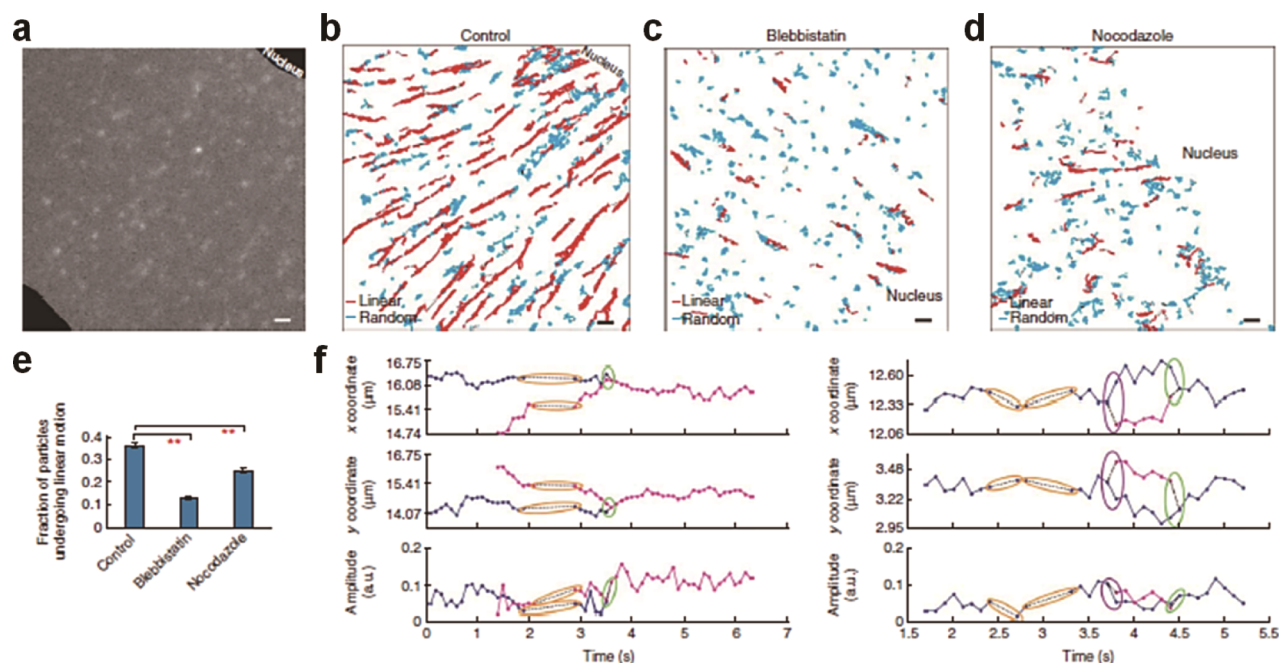 a
Nucleus
b
Control
Nucleus
Linear
Random
c
Blebbistatin
Linear
Random
Nucleus
d
Nocodazole
Nucleus
Linear
Random
e
Fraction of particles
undergoing linear motion
0.4
0.3
0.2
0.1
0
**
**
Control
Blebbistatin
Nocodazole
f
x coordinate
(µm)
16.75
16.08
15.41
14.74
y coordinate
(µm)
16.75
15.41
14.07
Amplitude
(a.u.)
0.2
0.1
0
0 1 2 3 4 5 6 7
Time (s)
x coordinate
(µm)
12.60
12.33
12.06
y coordinate
(µm)
3.48
3.22
2.95
Amplitude
(a.u.)
0.2
0.1
0
1.5 2 2.5 3 3.5 4 4.5 5 5.5
Time (s)